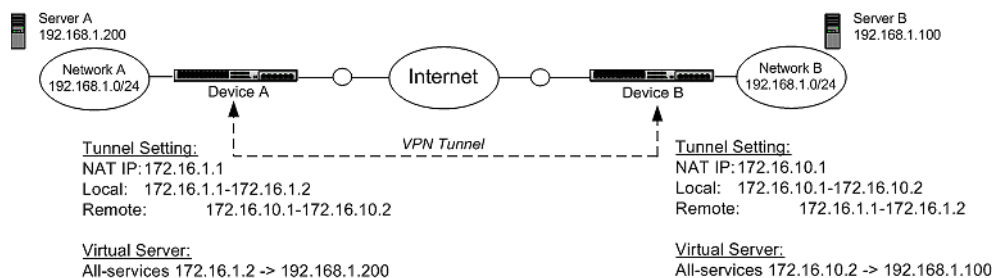 Server A
192.168.1.200
Server B
192.168.1.100
Network A
192.168.1.0/24
Device A
Internet
Device B
Network B
192.168.1.0/24
VPN Tunnel
Tunnel Setting:
NAT IP: 172.16.1.1
Local: 172.16.1.1-172.16.1.2
Remote: 172.16.10.1-172.16.10.2
Virtual Server:
All-services 172.16.1.2 -> 192.168.1.200
Tunnel Setting:
NAT IP: 172.16.10.1
Local: 172.16.10.1-172.16.10.2
Remote: 172.16.1.1-172.16.1.2
Virtual Server:
All-services 172.16.10.2 -> 192.168.1.100